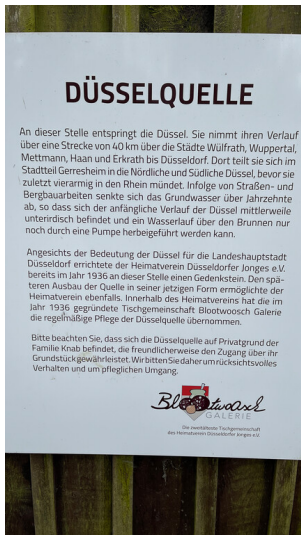 DÜSSELQUELLE
An dieser Stelle entspringt die Düssel. Sie nimmt ihren Verlauf
über eine Strecke von 40 km über die Städte Wülfrath, Wuppertal,
Mettmann, Haan und Erkrath bis Düsseldorf. Dort teilt sie sich im
Stadtteil Gerresheim in die Nördliche und Südliche Düssel, bevor sie
zuletzt vierarmig in den Rhein mündet. Infolge von Straßen- und
Bergbauarbeiten senkte sich das Grundwasser über Jahrzehnte
ab, so dass sich der anfängliche Verlauf der Düssel mittlerweile
unterirdisch befindet und ein Wasserlauf über den Brunnen nur
noch durch eine Pumpe herbeigeführt werden kann.
Angesichts der Bedeutung der Düssel für die Landeshauptstadt
Düsseldorf errichtete der Heimatverein Düsseldorfer Jonges e.V.
bereits im Jahr 1936 an dieser Stelle einen Gedenkstein. Den spä-
teren Ausbau der Quelle in seiner jetzigen Form ermöglichte der
Heimatverein ebenfalls. Innerhalb des Heimatvereins hat die im
Jahr 1936 gegründete Tischgemeinschaft Blootwoosch Galerie
die regelmäßige Pflege der Düsselquelle übernommen.
Bitte beachten Sie, dass sich die Düsselquelle auf Privatgrund der
Familie Knab befindet, die freundlicherweise den Zugang über ihr
Grundstück gewährleistet. Wir bitten Sie daher um rücksichtsvolles
Verhalten und um pfleglichen Umgang.
Blootwoosch
GALERIE
Die zweitälteste Tischgemeinschaft
des Heimatverein Düsseldorfer Jonges e.V.